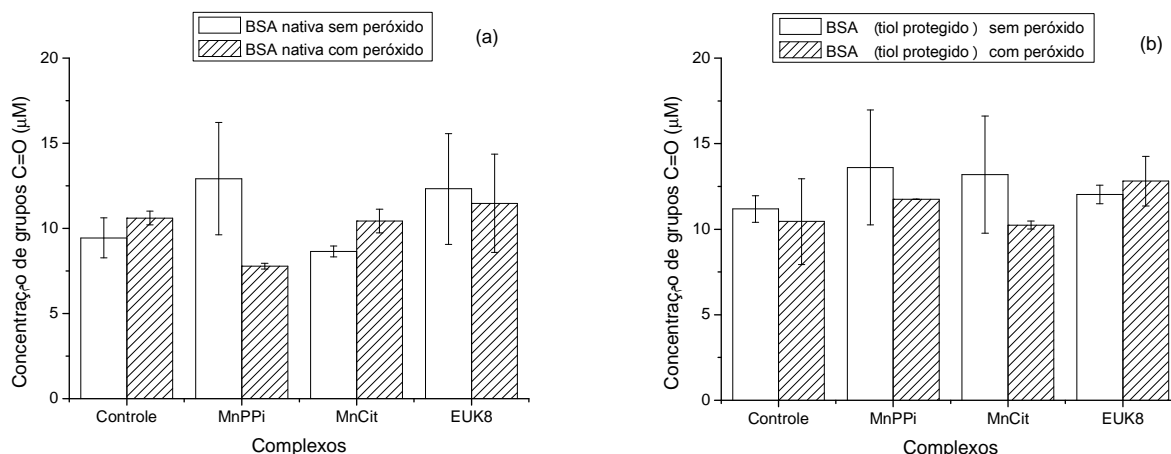 BSA nativa sem peróxido
BSA nativa com peróxido
(a)
20
15
10
5
0
Concentração de grupos C=O (μM)
Controle MnPPi MnCit EUK8
Complexos
BSA (tiol protegido) sem peróxido
BSA (tiol protegido) com peróxido
(b)
20
15
10
5
0
Concentração de grupos C=O (μM)
Controle MnPPi MnCit EUK8
Complexos